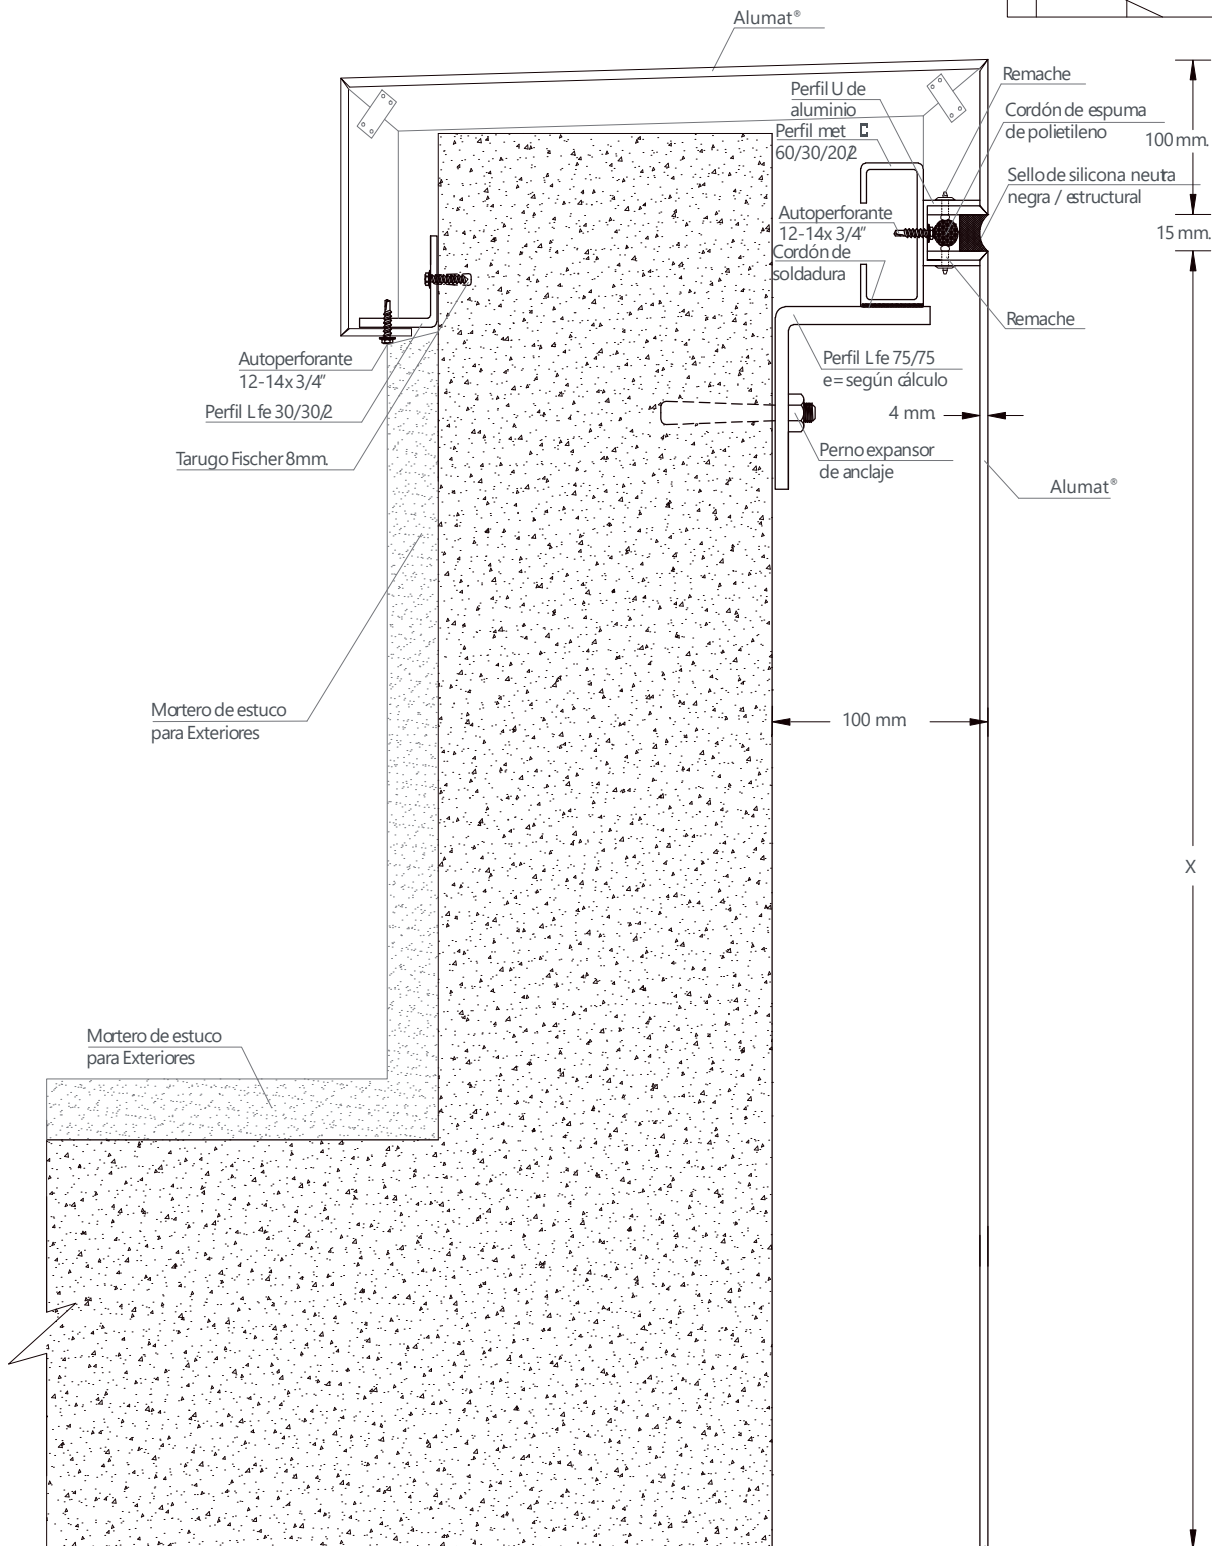 Alumat®
Remache
Perfil U de
aluminio
Cordón de espuma
de polietileno
Perfil met C
60/30/20/2
100 mm.
Sello de silicona neutra
negra / estructural
Autoperforante
12-14x 3/4"
15 mm.
Cordón de
soldadura
Remache
Autoperforante
12-14x 3/4"
Perfil L fe 75/75
e= según cálculo
Perfil L fe 30/30/2
4 mm.
Tarugo Fischer 8mm.
Perno expansor
de anclaje
Alumat®
Mortero de estuco
para Exteriores
100 mm
X
Mortero de estuco
para Exteriores